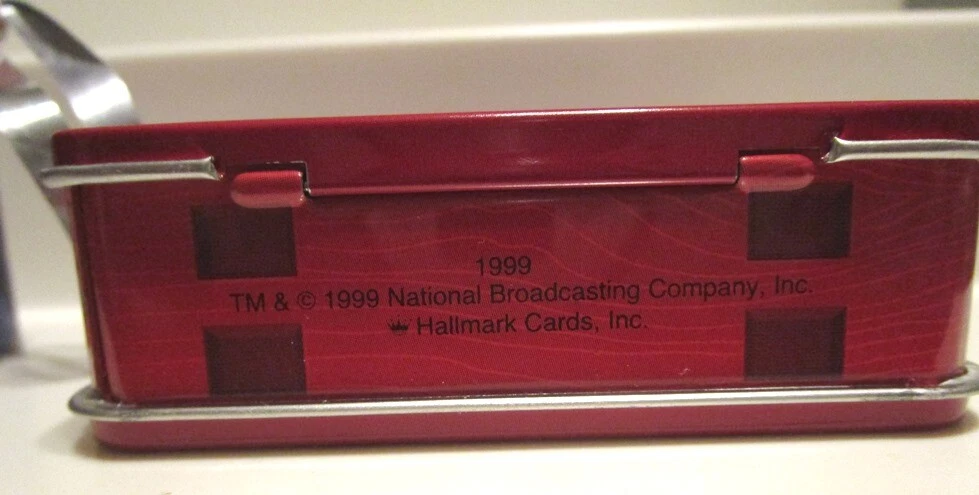 1999
TM & © 1999 National Broadcasting Company, Inc.
Hallmark Cards, Inc.